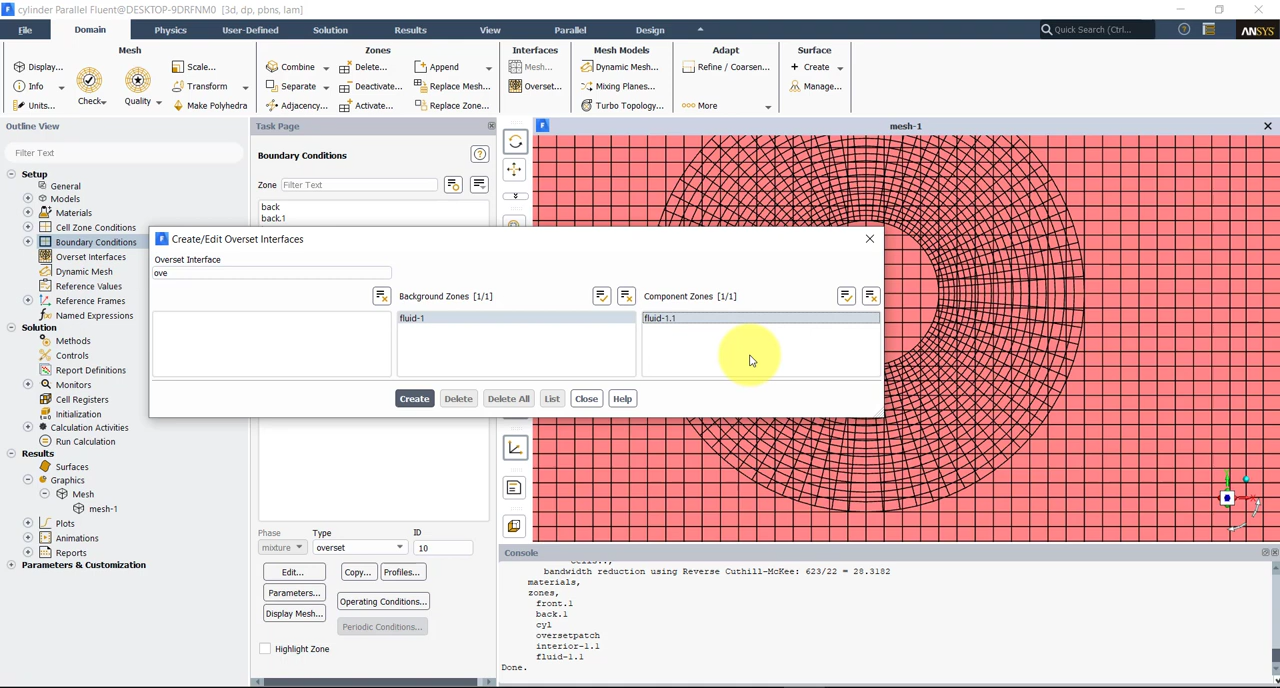 cylinder Parallel Fluent@DESKTOP-9DRFNM0 [3d, dp, pbns, lam]
File Domain Physics User-Defined Solution Results View Parallel Design Quick Search (Ctrl... ANSYS
Mesh Zones Interfaces Mesh Models Adapt Surface
Display... Scale... Combine Delete... Append Mesh... Dynamic Mesh... Refine / Coarsen... Create
Info Transform Separate Deactivate... Replace Mesh... Overset... Mixing Planes... Manage...
Units... Check Quality Make Polyhedra Adjacency... Activate... Replace Zone... Turbo Topology... More
Outline View
Filter Text
Setup
General
Models
Materials
Cell Zone Conditions
Boundary Conditions
Overset Interfaces
Dynamic Mesh
Reference Values
Reference Frames
Named Expressions
Solution
Methods
Controls
Report Definitions
Monitors
Cell Registers
Initialization
Calculation Activities
Run Calculation
Results
Surfaces
Graphics
Mesh
mesh-1
Plots
Animations
Reports
Parameters & Customization
Task Page
Boundary Conditions
Zone Filter Text
back
back.1
Create/Edit Overset Interfaces
Overset Interface
ove
Background Zones [1/1] Component Zones [1/1]
fluid-1 fluid-1.1
Create Delete Delete All List Close Help
Phase Type ID
mixture overset 10
Edit... Copy... Profiles...
Parameters... Operating Conditions...
Display Mesh... Periodic Conditions...
Highlight Zone
mesh-1
Console
bandwidth reduction using Reverse Cuthill-McKee: 623/22 = 28.3182
materials,
zones,
front.1
back.1
cyl
oversetpatch
interior-1.1
fluid-1.1
Done.